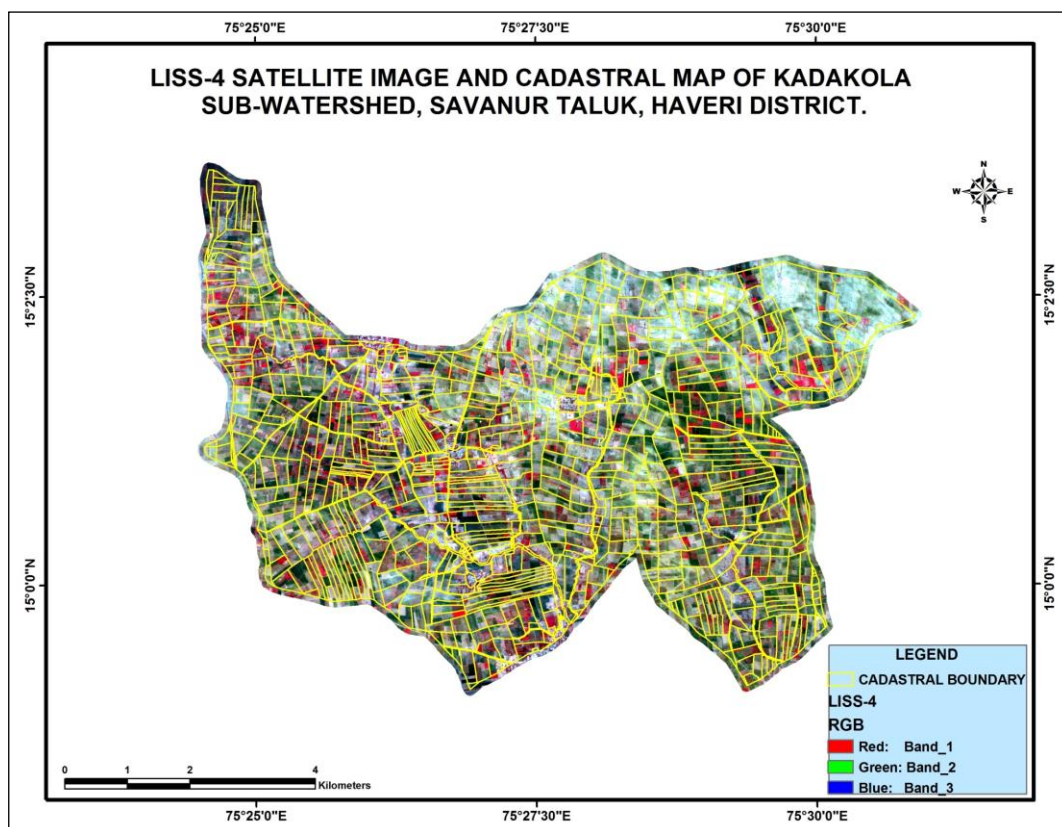 75°25'0"E 75°27'30"E 75°30'0"E
LISS-4 SATELLITE IMAGE AND CADASTRAL MAP OF KADAKOLA
SUB-WATERSHED, SAVANUR TALUK, HAVERI DISTRICT.
N
W E
S
15°2'30"N 15°2'30"N
15°0'0"N 15°0'0"N
LEGEND
CADASTRAL BOUNDARY
LISS-4
RGB
Red: Band_1
Green: Band_2
Blue: Band_3
0 1 2 4
Kilometers
75°25'0"E 75°27'30"E 75°30'0"E